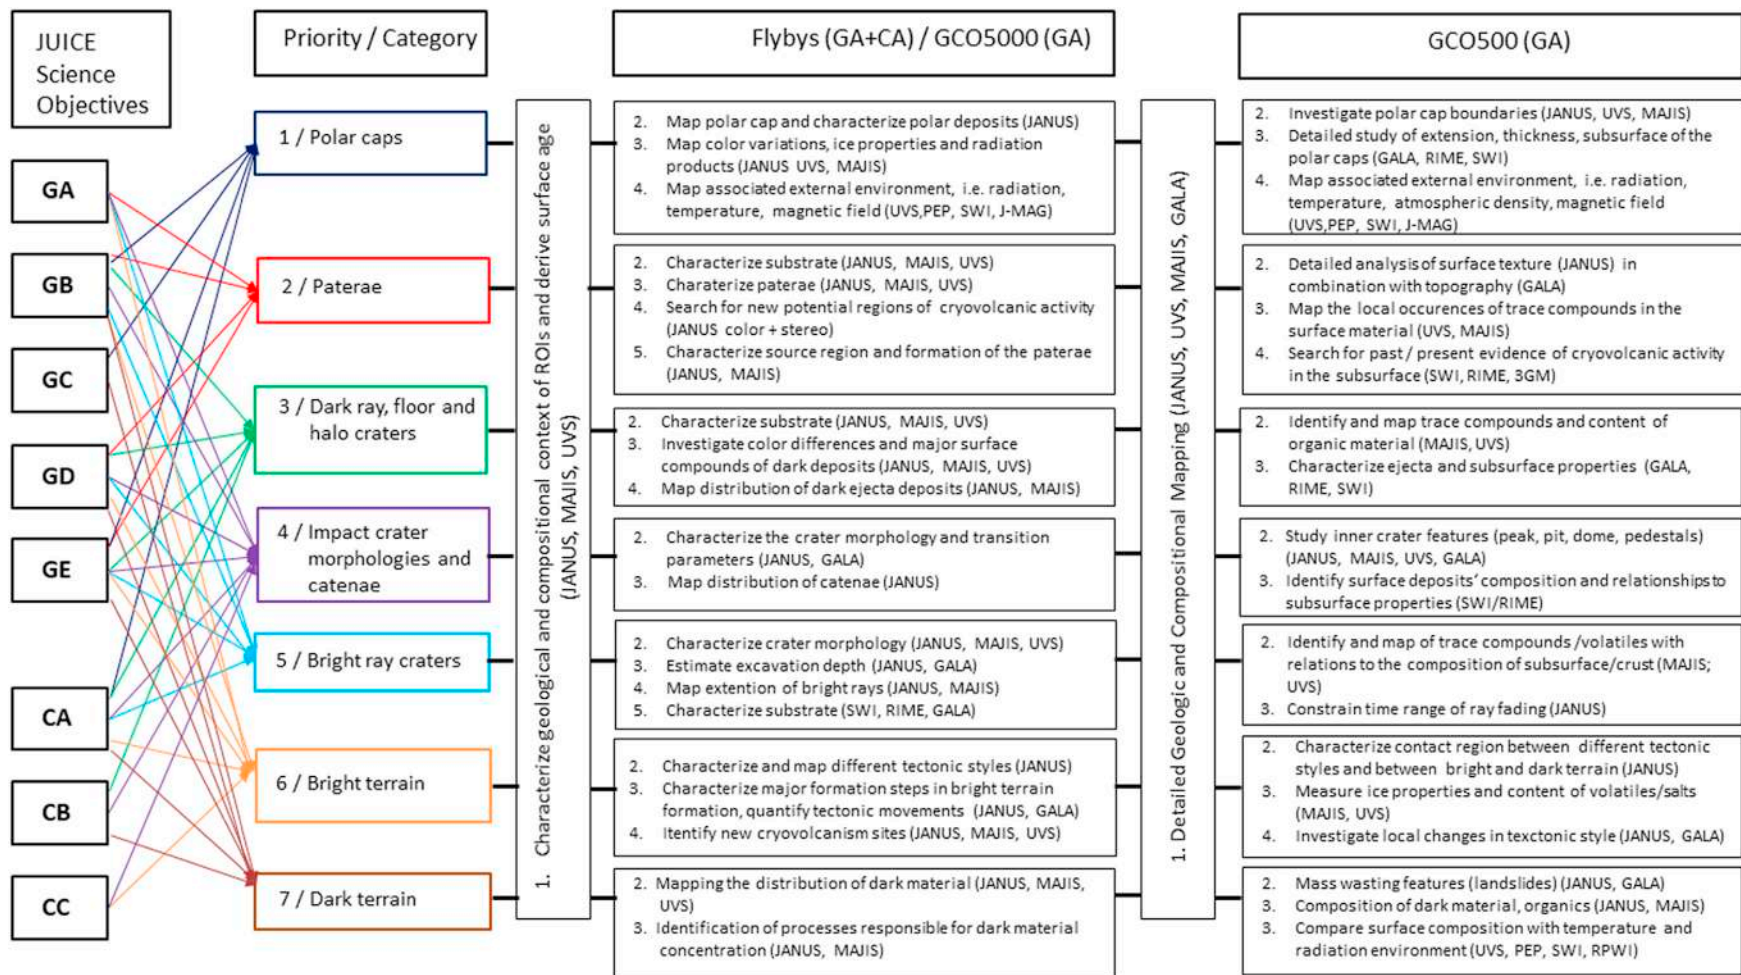 JUICE
Science
Objectives
Priority / Category
Flybys (GA+CA) / GCO5000 (GA)
GCO500 (GA)
GA
GB
GC
GD
GE
CA
CB
CC
1 / Polar caps
2 / Paterae
3 / Dark ray, floor and
halo craters
4 / Impact crater
morphologies and
catenae
5 / Bright ray craters
6 / Bright terrain
7 / Dark terrain
1. Characterize geological and compositional context of ROIs and derive surface age
(JANUS, MAJIS, UVS)
2. Map polar cap and characterize polar deposits (JANUS)
3. Map color variations, ice properties and radiation
products (JANUS UVS, MAJIS)
4. Map associated external environment, i.e. radiation,
temperature, magnetic field (UVS,PEP, SWI, J-MAG)
2. Characterize substrate (JANUS, MAJIS, UVS)
3. Charaterize paterae (JANUS, MAJIS, UVS)
4. Search for new potential regions of cryovolcanic activity
(JANUS color + stereo)
5. Characterize source region and formation of the paterae
(JANUS, MAJIS)
2. Characterize substrate (JANUS, MAJIS, UVS)
3. Investigate color differences and major surface
compounds of dark deposits (JANUS, MAJIS, UVS)
4. Map distribution of dark ejecta deposits (JANUS, MAJIS)
2. Characterize the crater morphology and transition
parameters (JANUS, GALA)
3. Map distribution of catenae (JANUS)
2. Characterize crater morphology (JANUS, MAJIS, UVS)
3. Estimate excavation depth (JANUS, GALA)
4. Map extention of bright rays (JANUS, MAJIS)
5. Characterize substrate (SWI, RIME, GALA)
2. Characterize and map different tectonic styles (JANUS)
3. Characterize major formation steps in bright terrain
formation, quantify tectonic movements (JANUS, GALA)
4. Itentify new cryovolcanism sites (JANUS, MAJIS, UVS)
2. Mapping the distribution of dark material (JANUS, MAJIS,
UVS)
3. Identification of processes responsible for dark material
concentration (JANUS, MAJIS)
1. Detailed Geologic and Compositional Mapping (JANUS, UVS, MAJIS, GALA)
2. Investigate polar cap boundaries (JANUS, UVS, MAJIS)
3. Detailed study of extension, thickness, subsurface of the
polar caps (GALA, RIME, SWI)
4. Map associated external environment, i.e. radiation,
temperature, atmospheric density, magnetic field
(UVS,PEP, SWI, J-MAG)
2. Detailed analysis of surface texture (JANUS) in
combination with topography (GALA)
3. Map the local occurences of trace compounds in the
surface material (UVS, MAJIS)
4. Search for past / present evidence of cryovolcanic activity
in the subsurface (SWI, RIME, 3GM)
2. Identify and map trace compounds and content of
organic material (MAJIS, UVS)
3. Characterize ejecta and subsurface properties (GALA,
RIME, SWI)
2. Study inner crater features (peak, pit, dome, pedestals)
(JANUS, MAJIS, UVS, GALA)
3. Identify surface deposits' composition and relationships to
subsurface properties (SWI/RIME)
2. Identify and map of trace compounds /volatiles with
relations to the composition of subsurface/crust (MAJIS;
UVS)
3. Constrain time range of ray fading (JANUS)
2. Characterize contact region between different tectonic
styles and between bright and dark terrain (JANUS)
3. Measure ice properties and content of volatiles/salts
(MAJIS, UVS)
4. Investigate local changes in texctonic style (JANUS, GALA)
2. Mass wasting features (landslides) (JANUS, GALA)
3. Composition of dark material, organics (JANUS, MAJIS)
3. Compare surface composition with temperature and
radiation environment (UVS, PEP, SWI, RPWI)